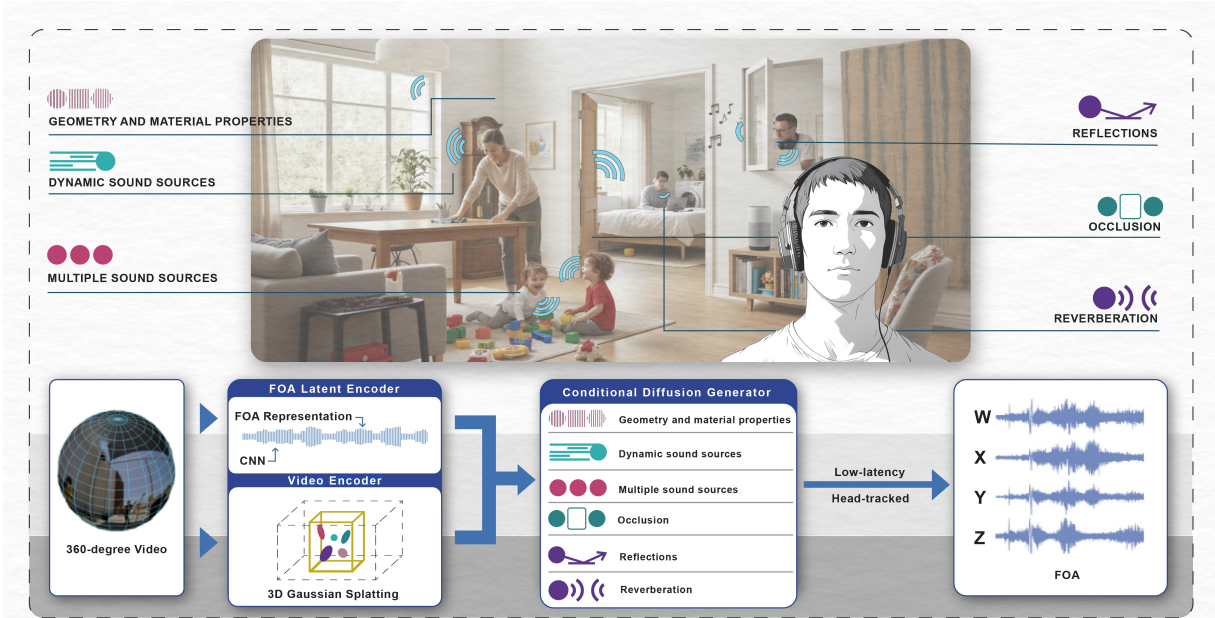 GEOMETRY AND MATERIAL PROPERTIES
DYNAMIC SOUND SOURCES
MULTIPLE SOUND SOURCES
REFLECTIONS
OCCLUSION
REVERBERATION
360-degree Video
FOA Latent Encoder
FOA Representation
CNN
Video Encoder
3D Gaussian Splatting
Conditional Diffusion Generator
Geometry and material properties
Dynamic sound sources
Multiple sound sources
Occlusion
Reflections
Reverberation
Low-latency
Head-tracked
W
X
Y
Z
FOA